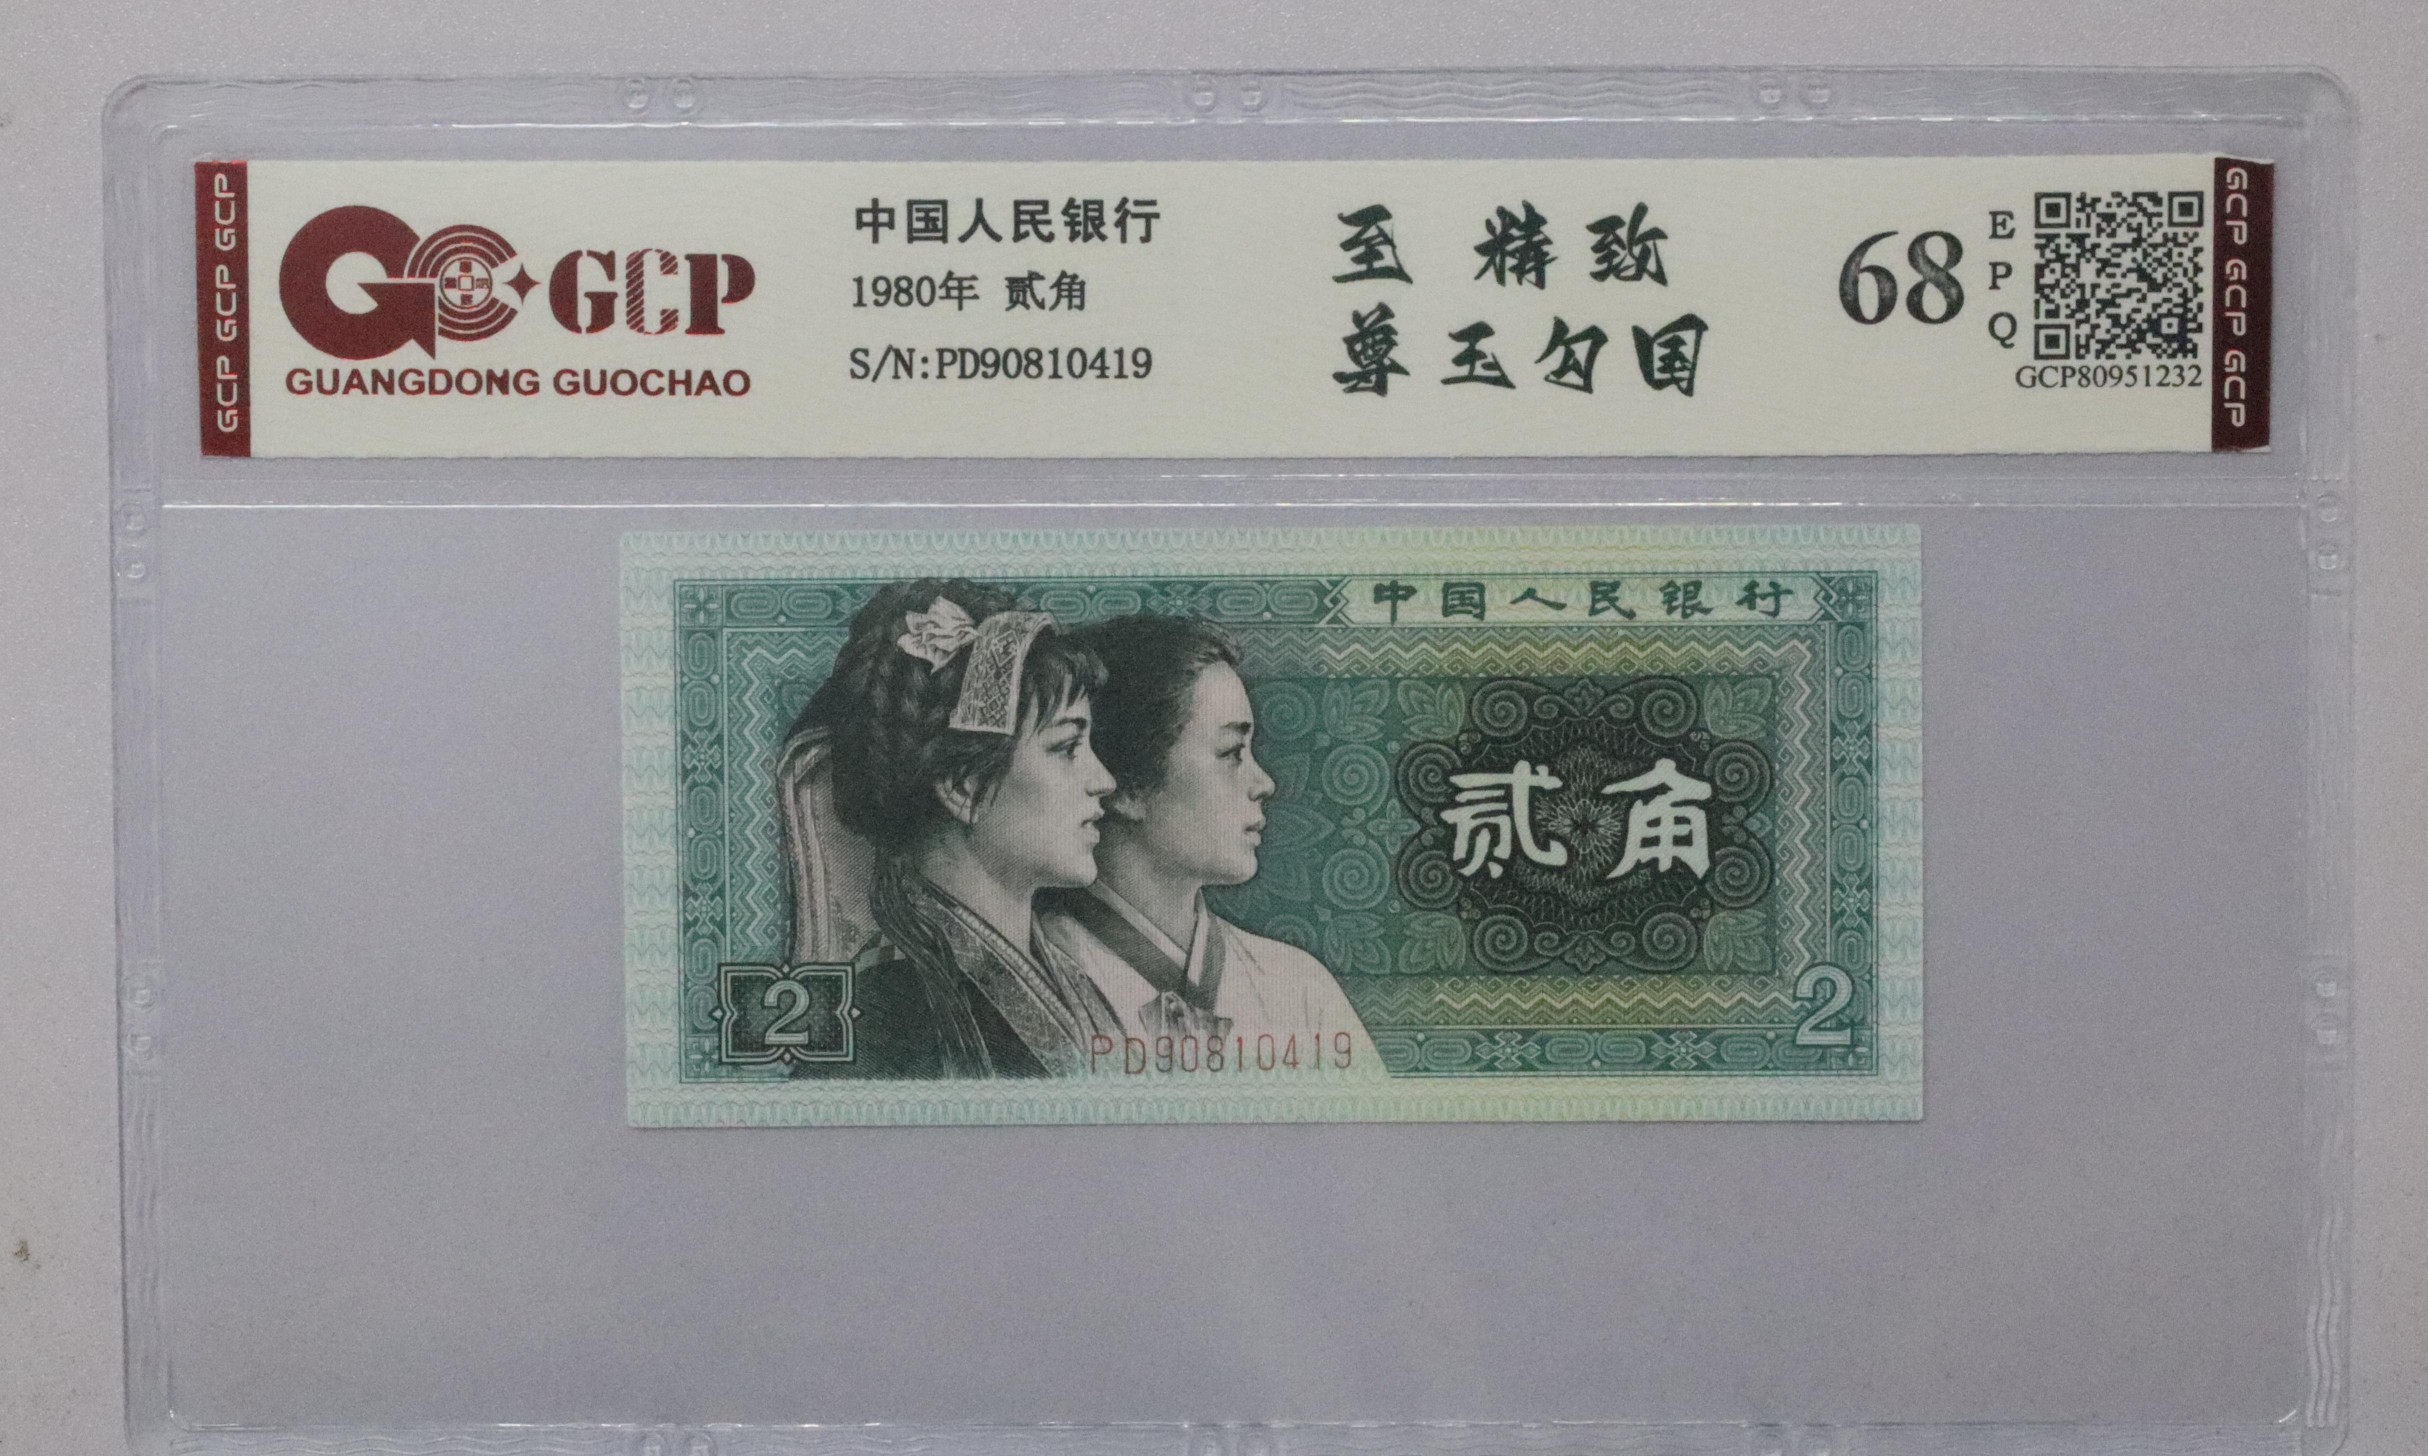 GCP GCP GCP
GCP
GUANGDONG GUOCHAO
中国人民银行
1980年 贰角
S/N:PD90810419
至 精致
尊 玉勾国
68
EPQ
GCP80951232
GCP GCP GCP
中国人民银行
贰角
2
PD90810419
2